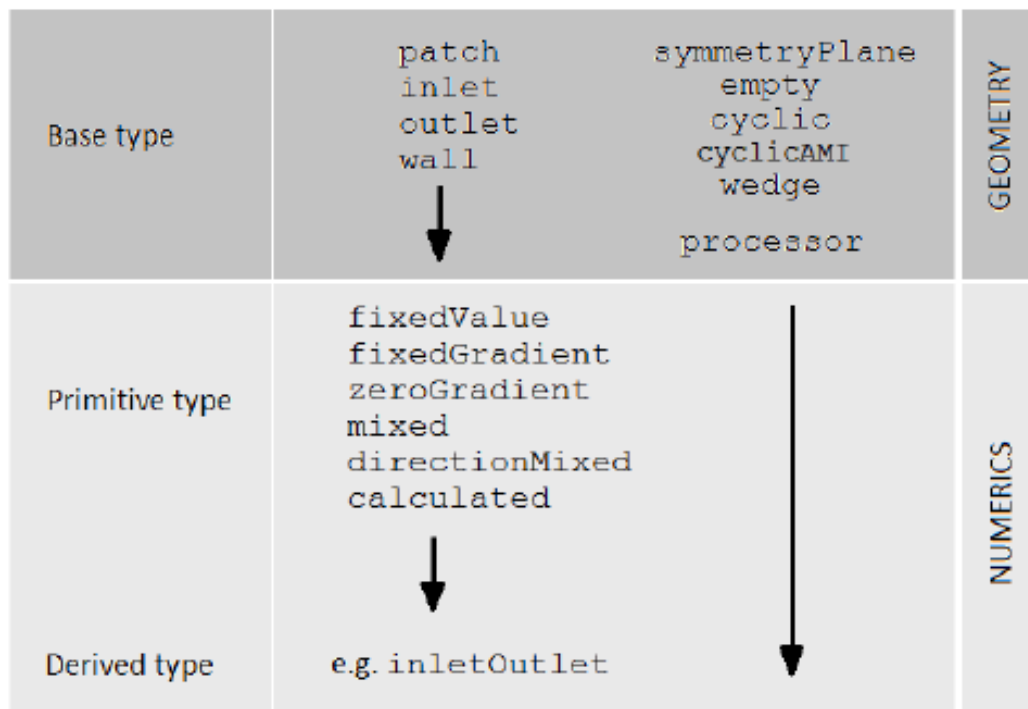 Base type
patch
inlet
outlet
wall
symmetryPlane
empty
cyclic
cyclicAMI
wedge
processor
GEOMETRY
Primitive type
fixedValue
fixedGradient
zeroGradient
mixed
directionMixed
calculated
NUMERICS
Derived type
e.g. inletOutlet